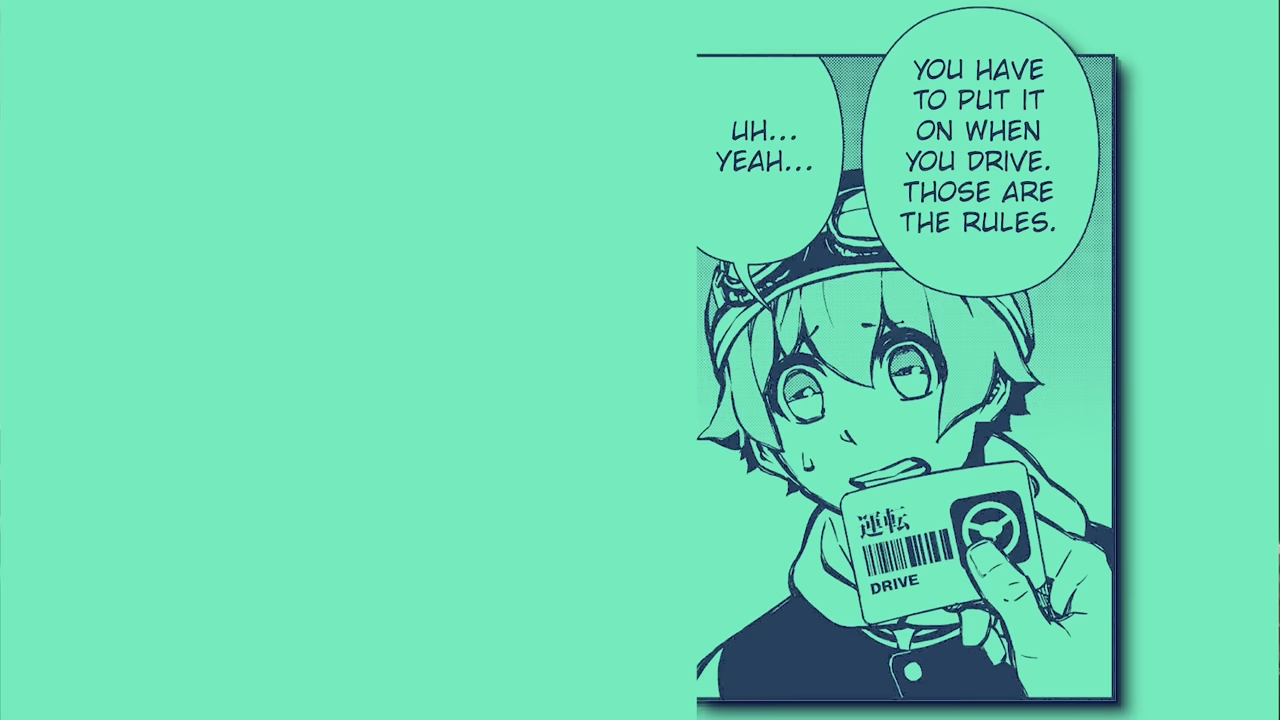 YOU HAVE
TO PUT IT
ON WHEN
YOU DRIVE.
THOSE ARE
THE RULES.
UH...
YEAH...
運転
DRIVE